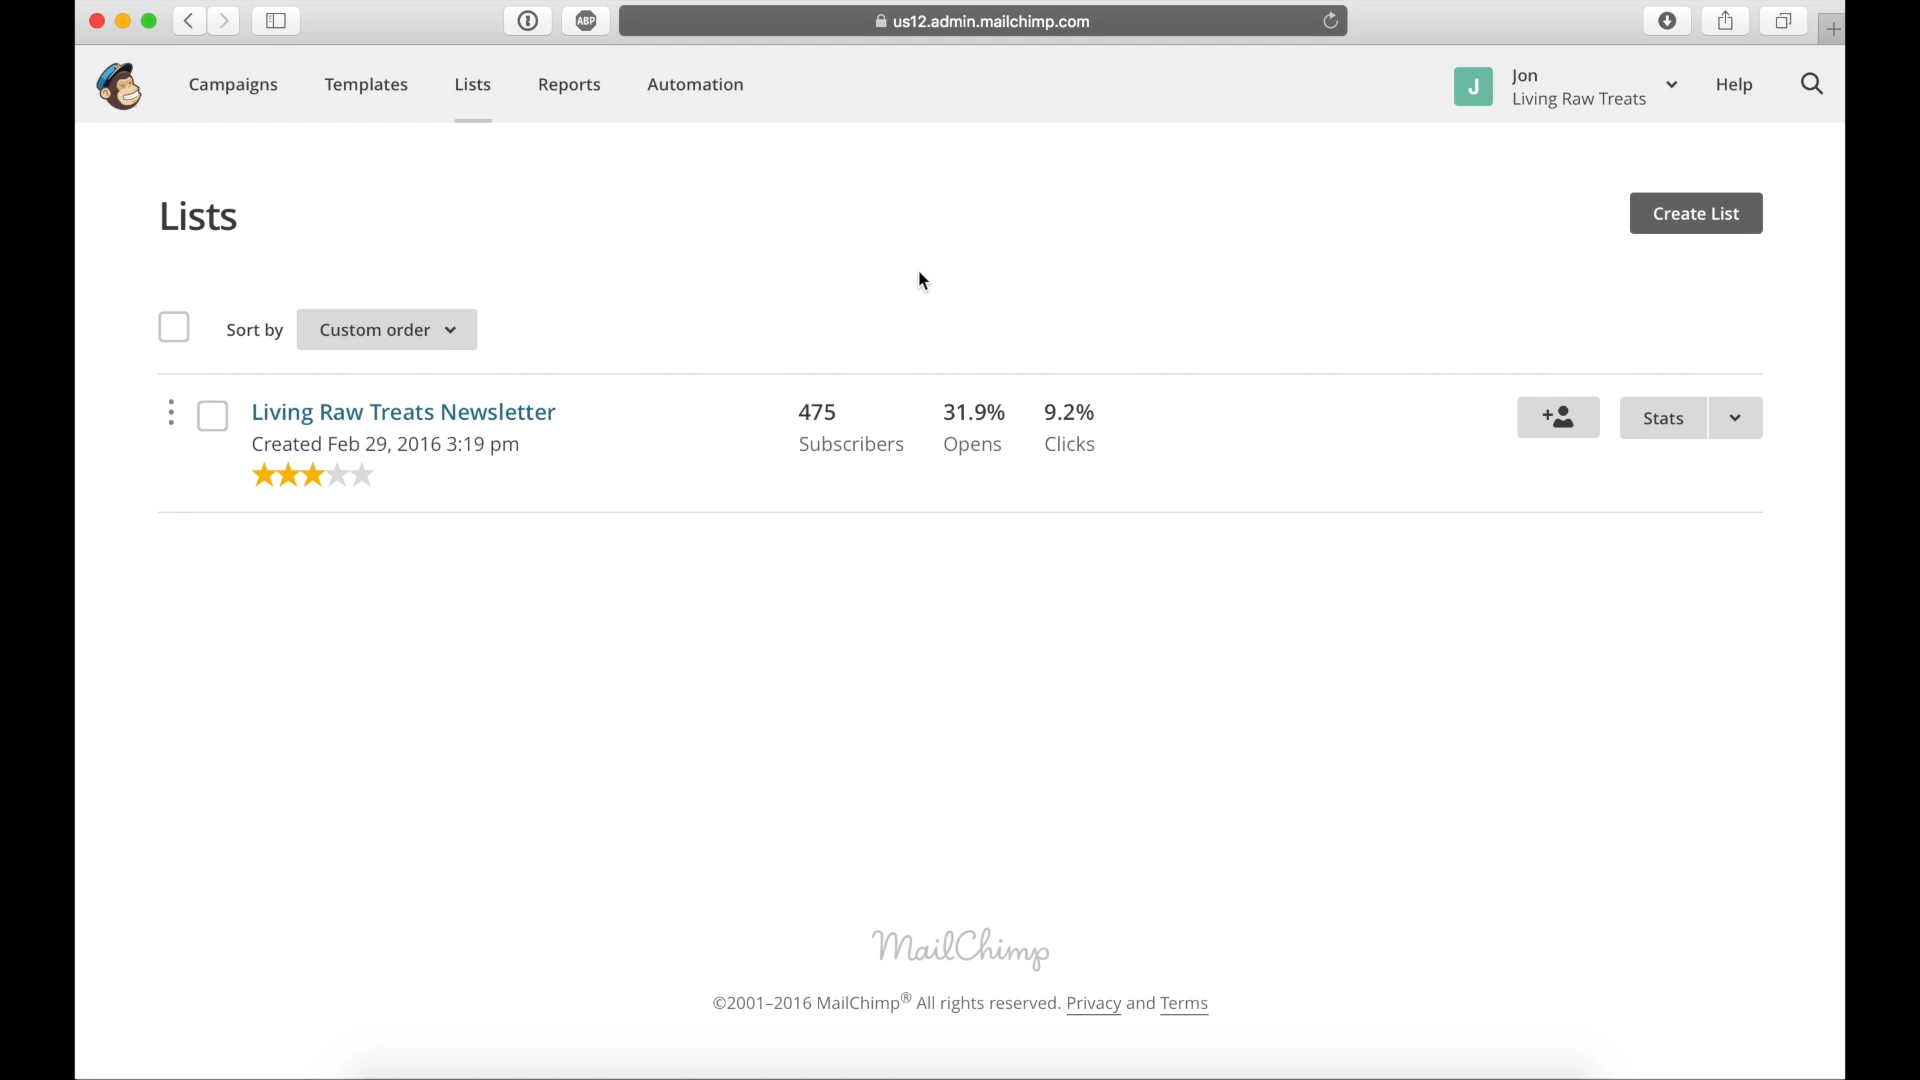 ABP
us12.admin.mailchimp.com
Campaigns Templates Lists Reports Automation
J
Jon
Living Raw Treats
Help
Lists
Create List
Sort by Custom order
Living Raw Treats Newsletter
Created Feb 29, 2016 3:19 pm
475
Subscribers
31.9%
Opens
9.2%
Clicks
Stats
MailChimp
©2001–2016 MailChimp® All rights reserved. Privacy and Terms